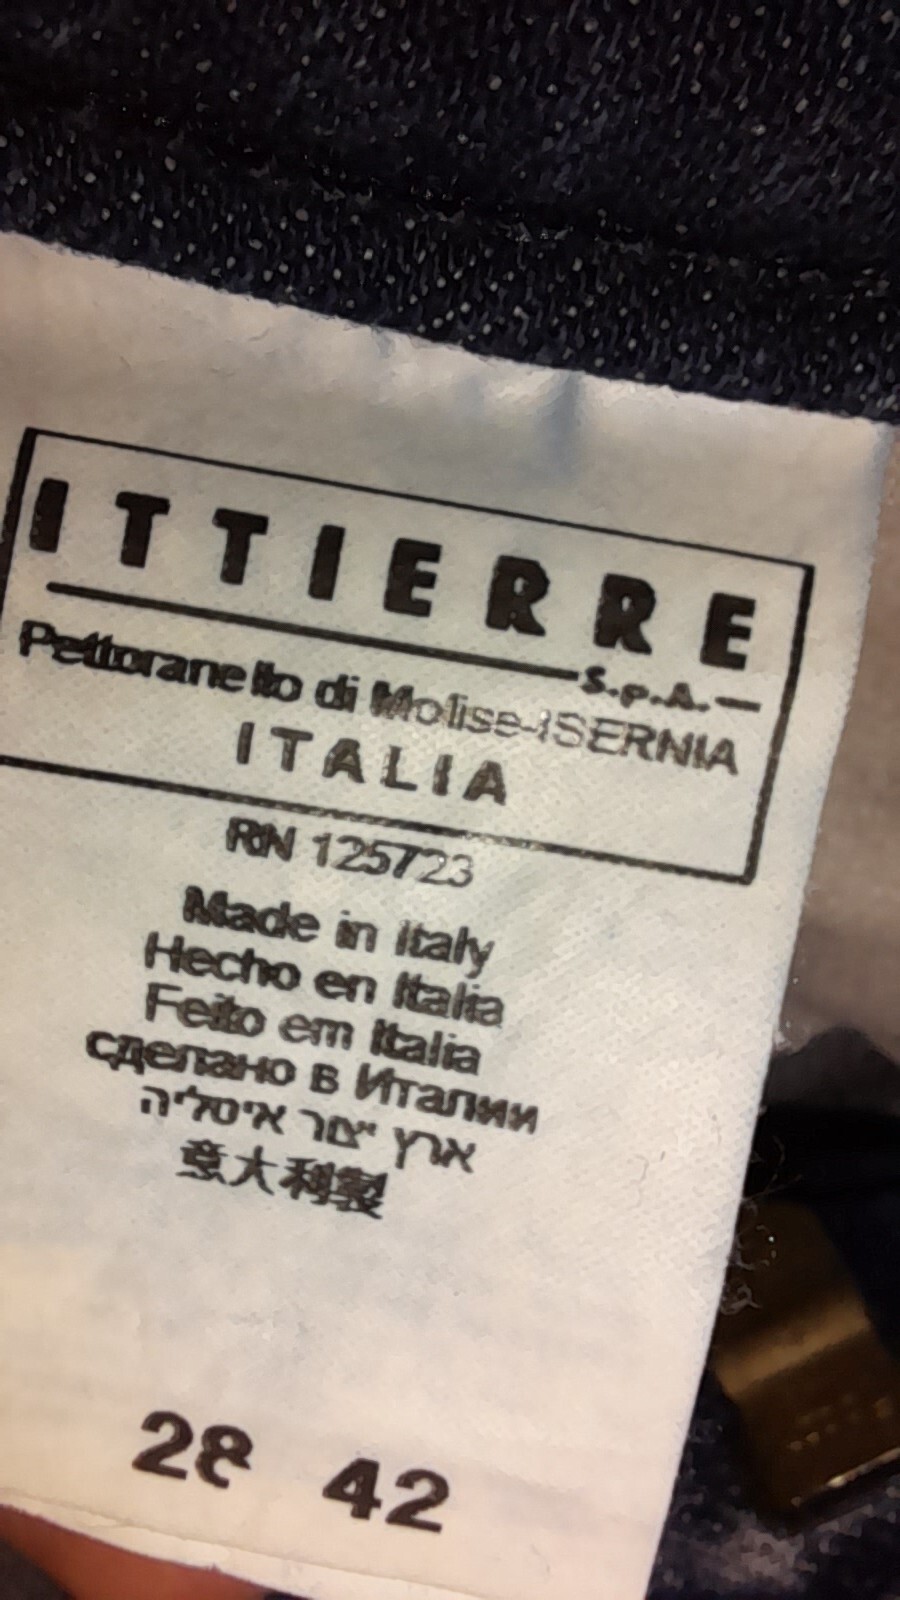 ITTIERRE
S.p.A.
Pettoranello di Molise-ISERNIA
ITALIA
RN 125723
Made in Italy
Hecho en Italia
Feito em Italia
сделано в Италии
ארץ יצור איטליה
意大利製
28 42